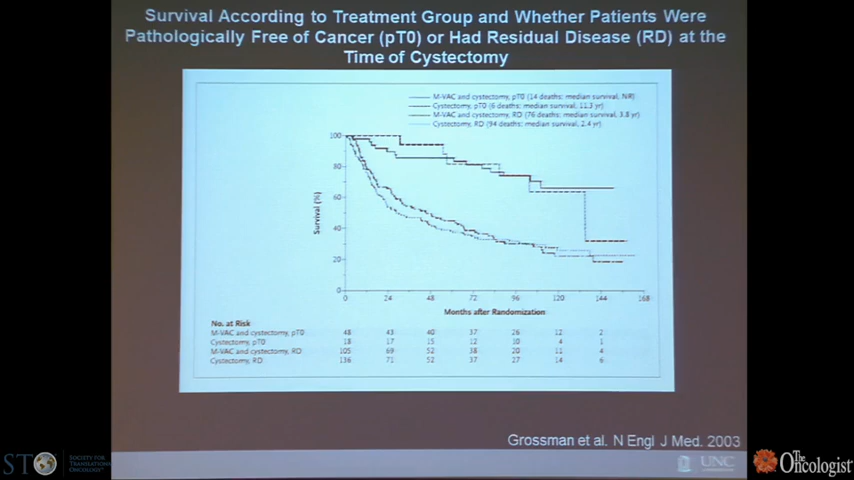 Survival According to Treatment Group and Whether Patients Were
Pathologically Free of Cancer (pT0) or Had Residual Disease (RD) at the
Time of Cystectomy
M-VAC and cystectomy, pT0 (14 deaths; median survival, NR)
Cystectomy, pT0 (6 deaths; median survival, 11.3 yr)
M-VAC and cystectomy, RD (76 deaths; median survival, 3.8 yr)
Cystectomy, RD (94 deaths; median survival, 2.4 yr)
100
80
60
40
20
0
Survival (%)
0 24 48 72 96 120 144 168
Months after Randomization
No. at Risk
M-VAC and cystectomy, pT0 48 43 40 37 26 12 2
Cystectomy, pT0 18 17 15 12 10 4 1
M-VAC and cystectomy, RD 105 69 52 38 20 11 4
Cystectomy, RD 136 71 52 37 27 14 6
Grossman et al. N Engl J Med. 2003
UNC
STO
SOCIETY FOR
TRANSLATIONAL
ONCOLOGY
The
Oncologist